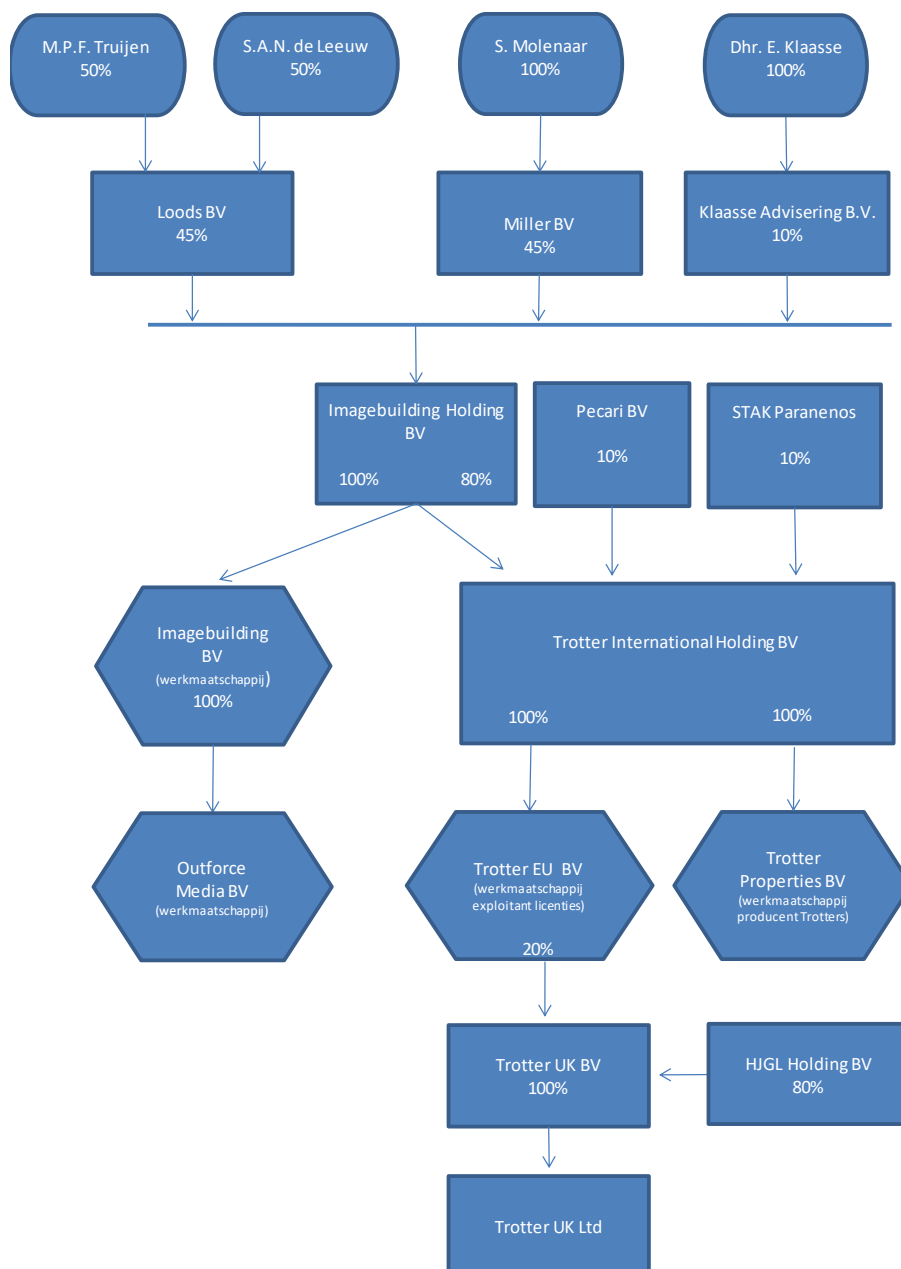 M.P.F. Truijen
50%
S.A.N. de Leeuw
50%
S. Molenaar
100%
Dhr. E. Klaasse
100%
Loods BV
45%
Miller BV
45%
Klaasse Advisering B.V.
10%
Imagebuilding Holding
BV
100% 80%
Pecari BV
10%
STAK Paranenos
10%
Imagebuilding
BV
(werkmaatschappij)
100%
Trotter International Holding BV
100% 100%
Outforce
Media BV
(werkmaatschappij)
Trotter EU BV
(werkmaatschappij
exploitant licenties)
20%
Trotter
Properties BV
(werkmaatschappij
producent Trotters)
Trotter UK BV
100%
HJGL Holding BV
80%
Trotter UK Ltd